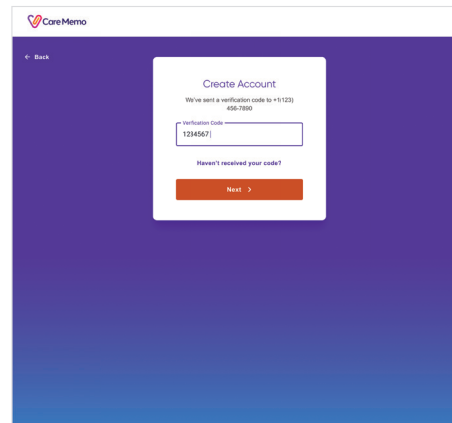 Care Memo
← Back
Create Account
We've sent a verification code to +1(123)
456-7890
Verfication Code
1234567
Haven't received your code?
Next >